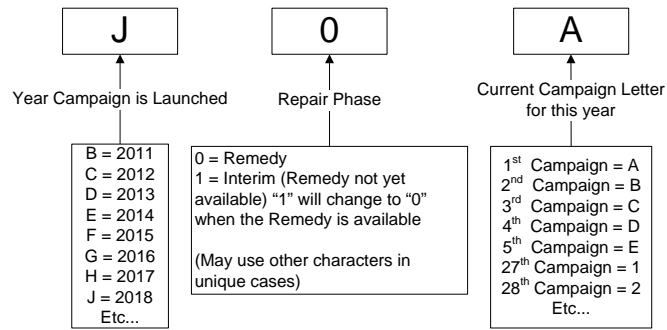 J
0
A
Year Campaign is Launched
Repair Phase
Current Campaign Letter
for this year
B = 2011
C = 2012
D = 2013
E = 2014
F = 2015
G = 2016
H = 2017
J = 2018
Etc...
0 = Remedy
1 = Interim (Remedy not yet
available) “1” will change to “0”
when the Remedy is available
(May use other characters in
unique cases)
1st Campaign = A
2nd Campaign = B
3rd Campaign = C
4th Campaign = D
5th Campaign = E
27th Campaign = 1
28th Campaign = 2
Etc...